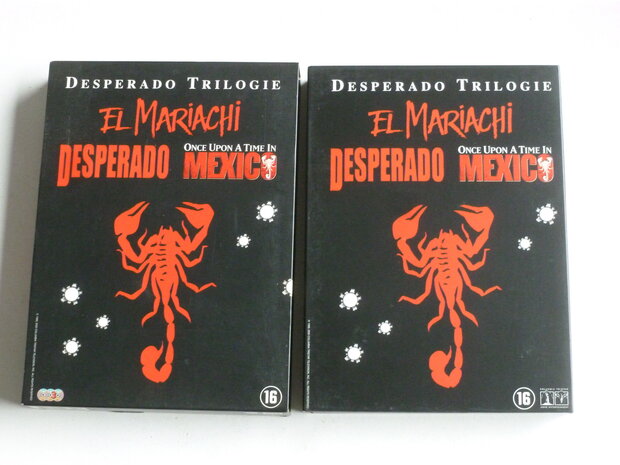 DESPERADO TRILOGIE
EL MARIACHI
DESPERADO
ONCE UPON A TIME IN
MEXICO
16
DESPERADO TRILOGIE
EL MARIACHI
DESPERADO
ONCE UPON A TIME IN
MEXICO
16